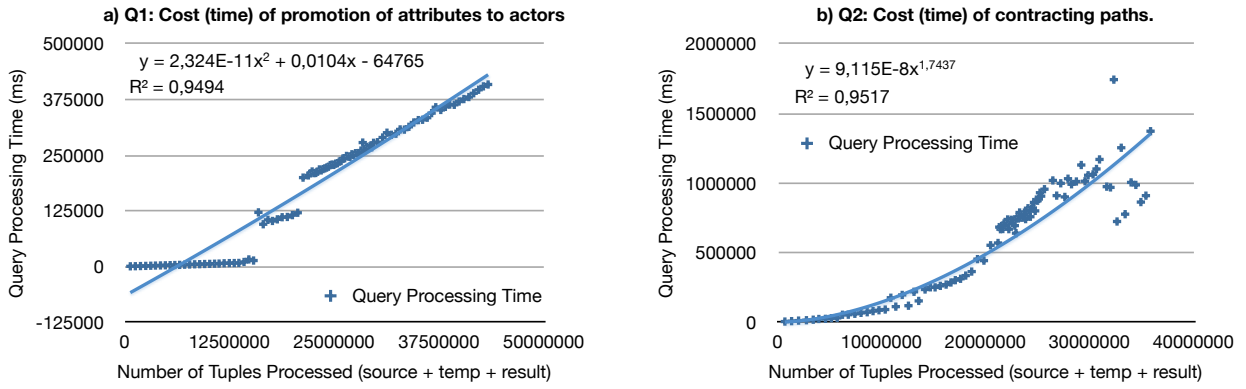 a) Q1: Cost (time) of promotion of attributes to actors
500000
375000
250000
125000
0
-125000
Query Processing Time (ms)
y = 2,324E-11x² + 0,0104x - 64765
R² = 0,9494
Query Processing Time
0
12500000
25000000
37500000
50000000
Number of Tuples Processed (source + temp + result)
b) Q2: Cost (time) of contracting paths.
2000000
1500000
1000000
500000
0
Query Processing Time (ms)
y = 9,115E-8x^1,7437
R² = 0,9517
Query Processing Time
0
10000000
20000000
30000000
40000000
Number of Tuples Processed (source + temp + result)